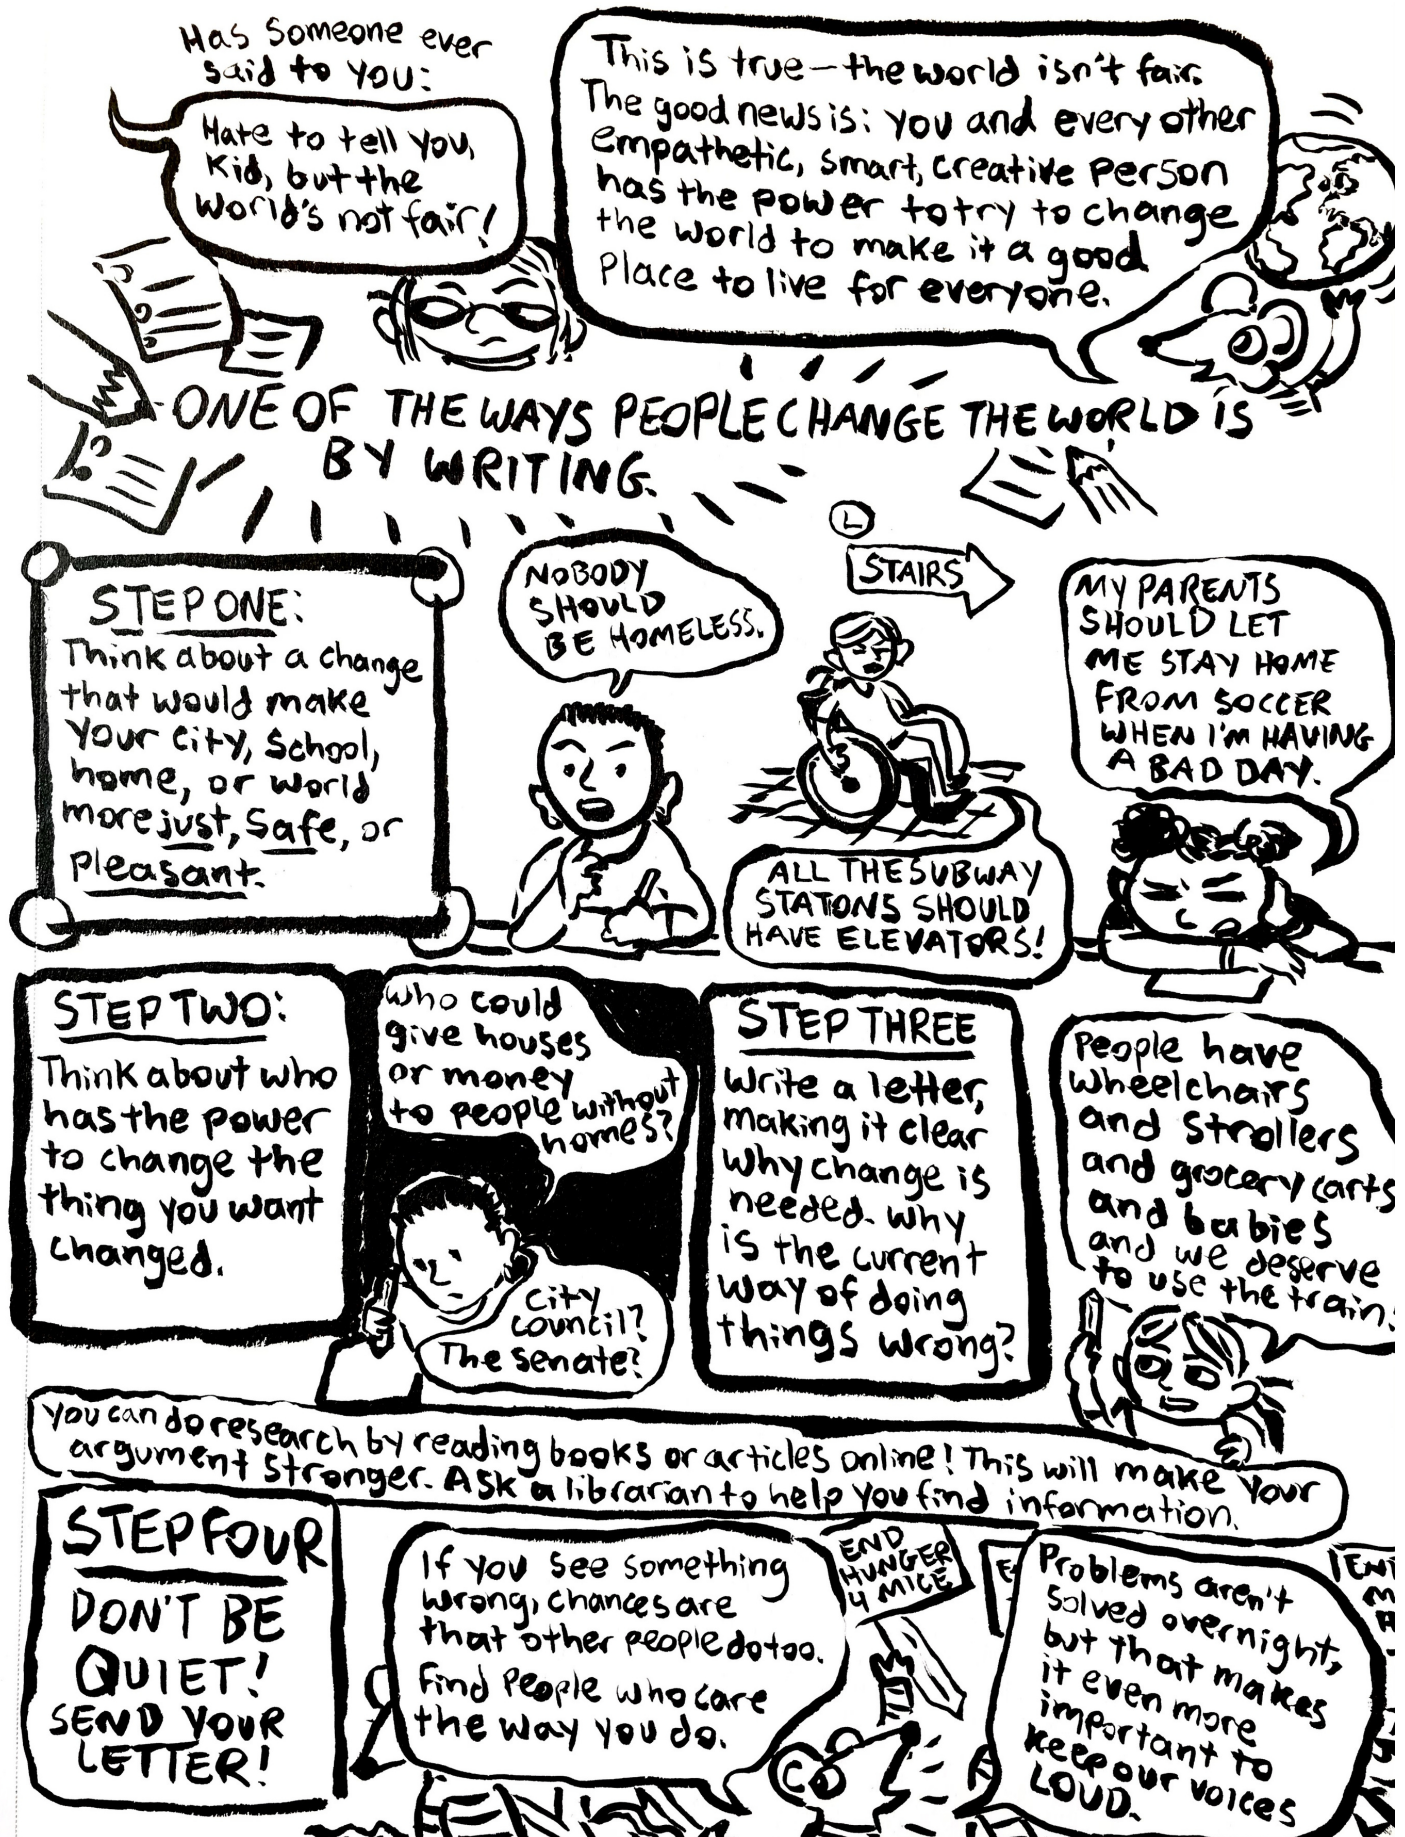 Has someone ever
said to you:
Hate to tell you,
Kid, but the
world's not fair!
This is true—the world isn't fair.
The good news is: you and every other
empathetic, smart, creative person
has the power to try to change
the world to make it a good
Place to live for everyone.
ONE OF THE WAYS PEOPLE CHANGE THE WORLD IS
BY WRITING.
STEP ONE:
Think about a change
that would make
your city, school,
home, or world
more just, safe, or
pleasant.
NOBODY
SHOULD
BE HOMELESS.
L
STAIRS
ALL THE SUBWAY
STATONS SHOULD
HAVE ELEVATORS!
MY PARENTS
SHOULD LET
ME STAY HOME
FROM SOCCER
WHEN I'M HAVING
A BAD DAY.
STEP TWO:
Think about who
has the power
to change the
thing you want
changed.
who could
give houses
or money
to people without
homes?
City
council?
The senate?
STEP THREE
write a letter,
making it clear
why change is
needed. why
is the current
way of doing
things wrong?
People have
wheelchairs
and strollers
and grocery carts
and babies
and we deserve
to use the train!
You can do research by reading books or articles online! This will make your
argument stronger. Ask a librarian to help you find information.
STEP FOUR
DON'T BE
QUIET!
SEND YOUR
LETTER!
If you see something
wrong, chances are
that other people do too.
Find people who care
the way you do.
END
HUNGER
4 MICE
Problems aren't
solved overnight,
but that makes
it even more
important to
keep our voices
LOUD.